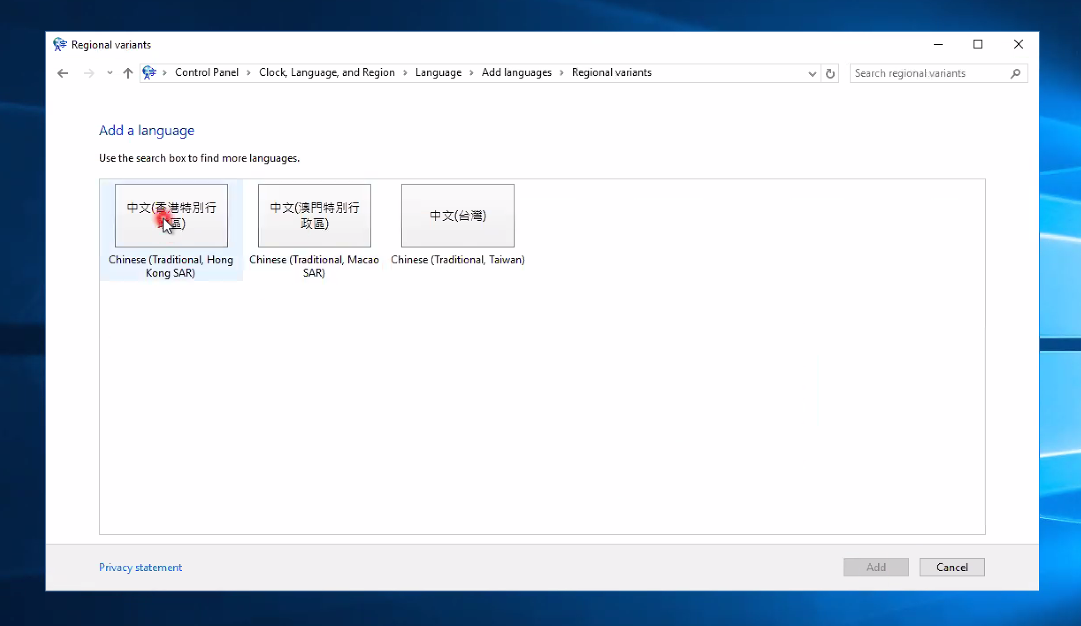 Regional variants
Control Panel › Clock, Language, and Region › Language › Add languages › Regional variants
Search regional variants
Add a language
Use the search box to find more languages.
中文(香港特別行
政區)
Chinese (Traditional, Hong
Kong SAR)
中文(澳門特別行
政區)
Chinese (Traditional, Macao
SAR)
中文(台灣)
Chinese (Traditional, Taiwan)
Privacy statement
Add
Cancel